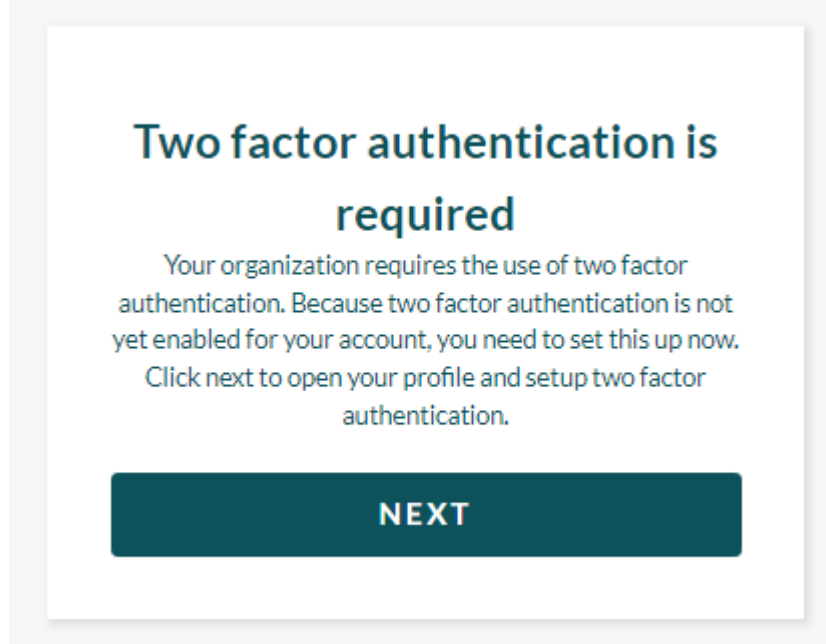 Two factor authentication is
required
Your organization requires the use of two factor
authentication. Because two factor authentication is not
yet enabled for your account, you need to set this up now.
Click next to open your profile and setup two factor
authentication.
NEXT